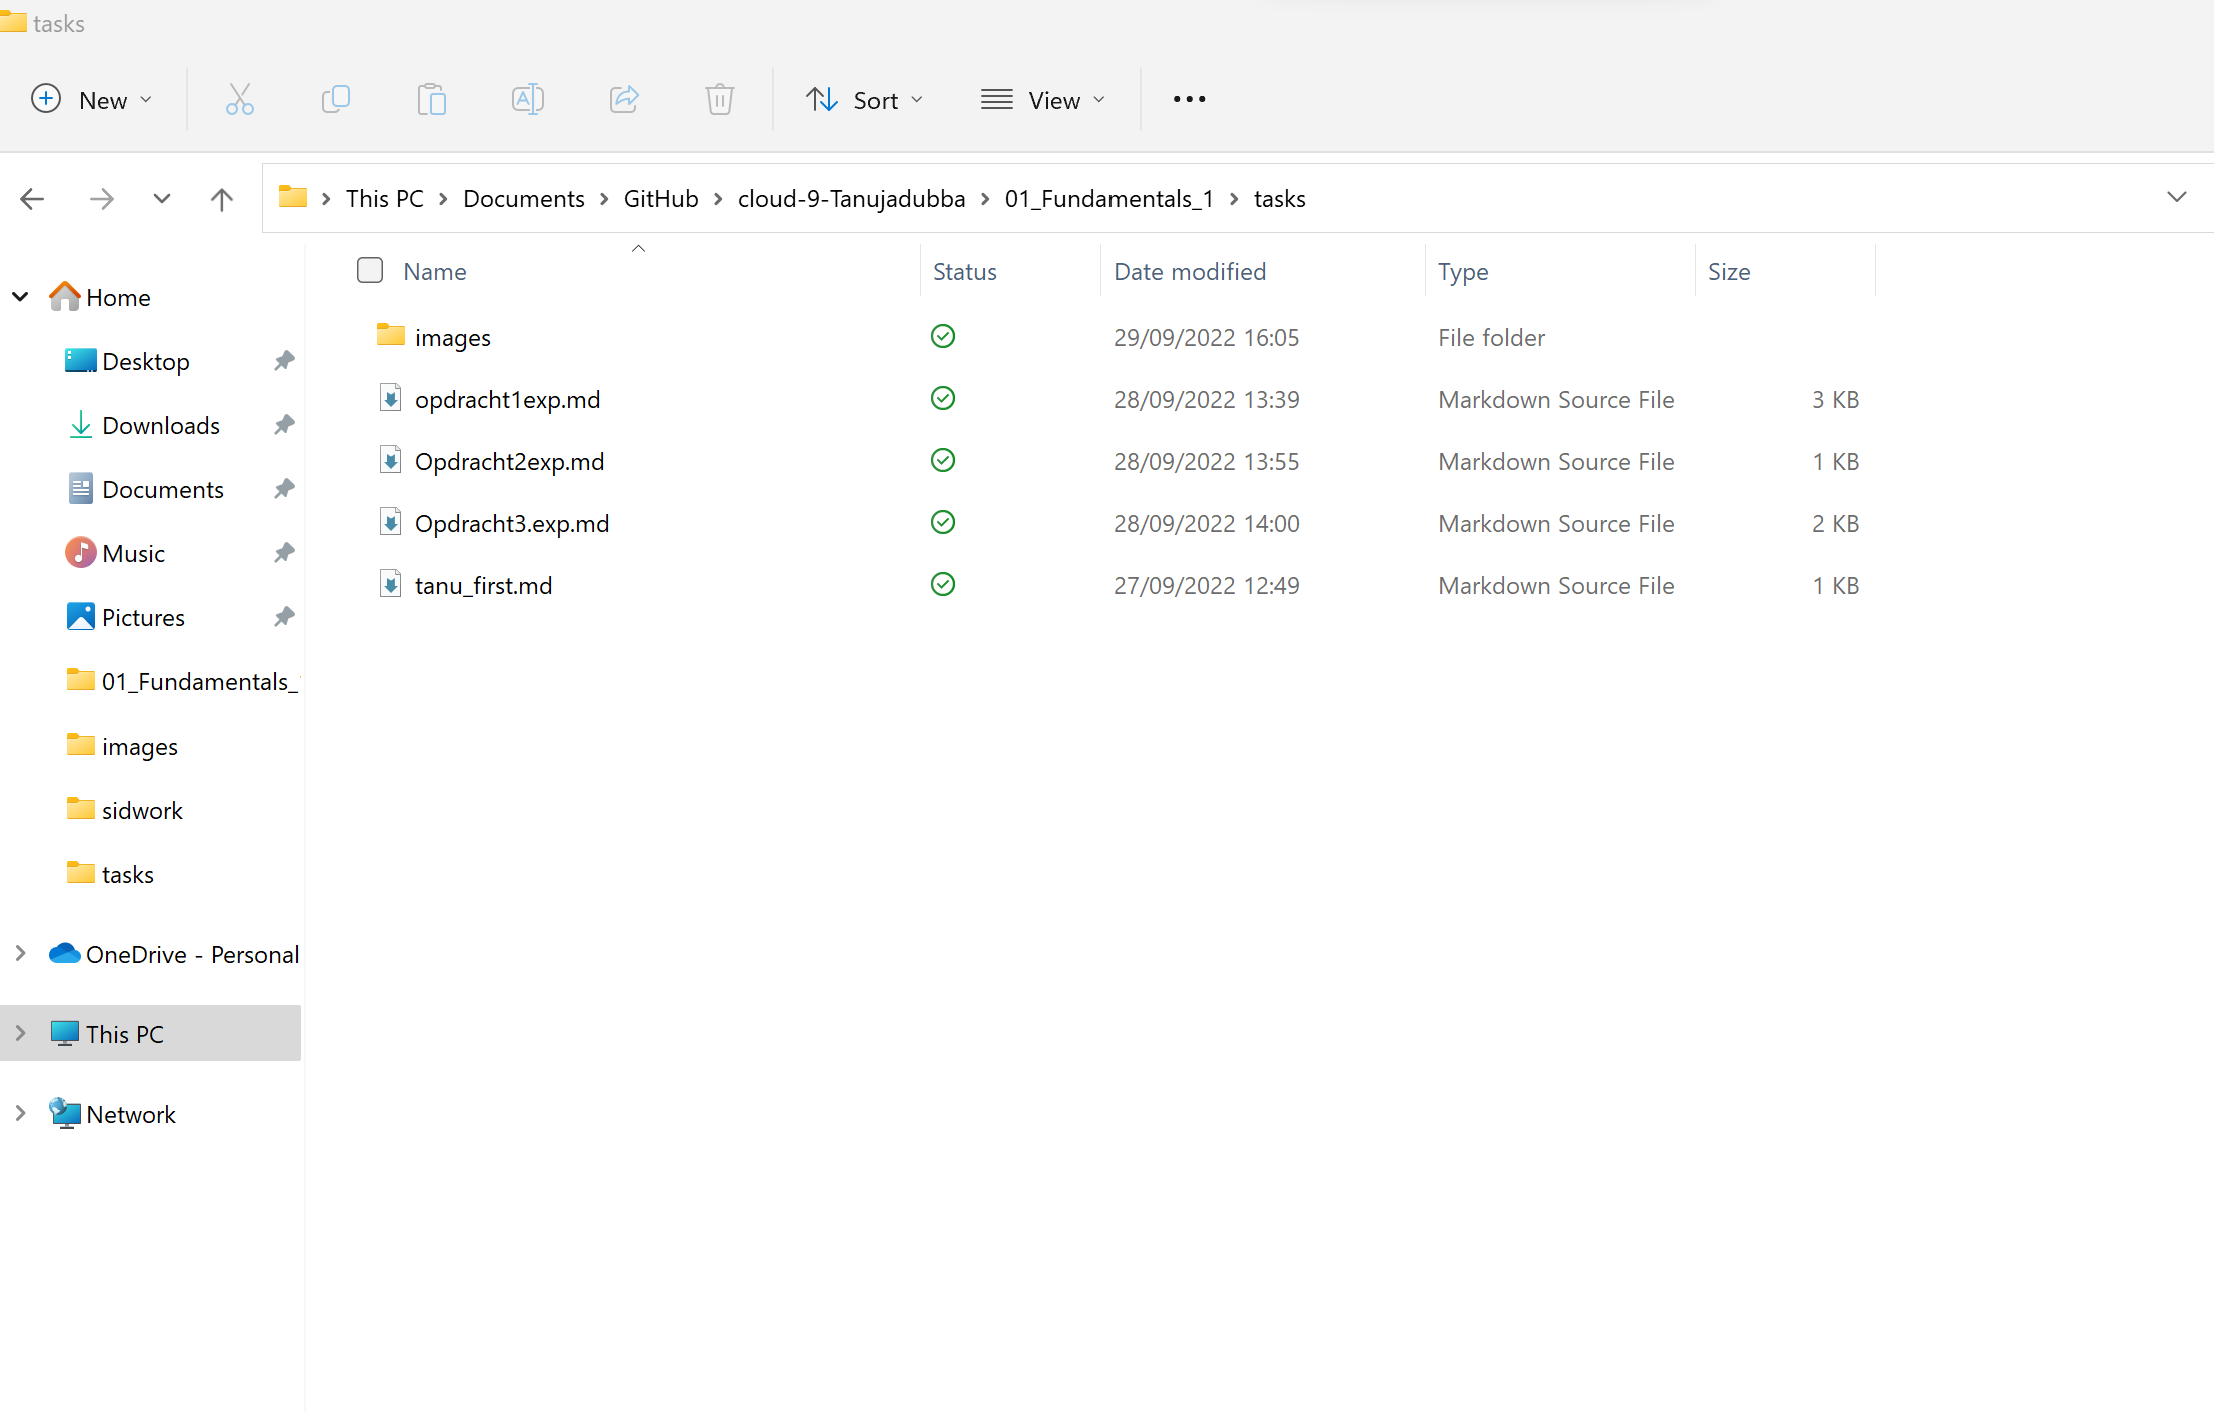 tasks
New Sort View
This PC Documents GitHub cloud-9-Tanujadubba 01_Fundamentals_1 tasks
Name Status Date modified Type Size
Home
Desktop
Downloads
Documents
Music
Pictures
01_Fundamentals_
images
sidwork
tasks
OneDrive - Personal
This PC
Network
images 29/09/2022 16:05 File folder
opdracht1exp.md 28/09/2022 13:39 Markdown Source File 3 KB
Opdracht2exp.md 28/09/2022 13:55 Markdown Source File 1 KB
Opdracht3.exp.md 28/09/2022 14:00 Markdown Source File 2 KB
tanu_first.md 27/09/2022 12:49 Markdown Source File 1 KB